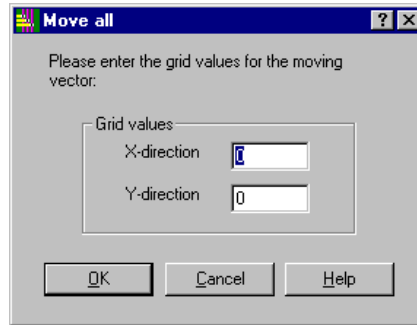 Move all
Please enter the grid values for the moving
vector:
Grid values
X-direction 0
Y-direction 0
OK Cancel Help